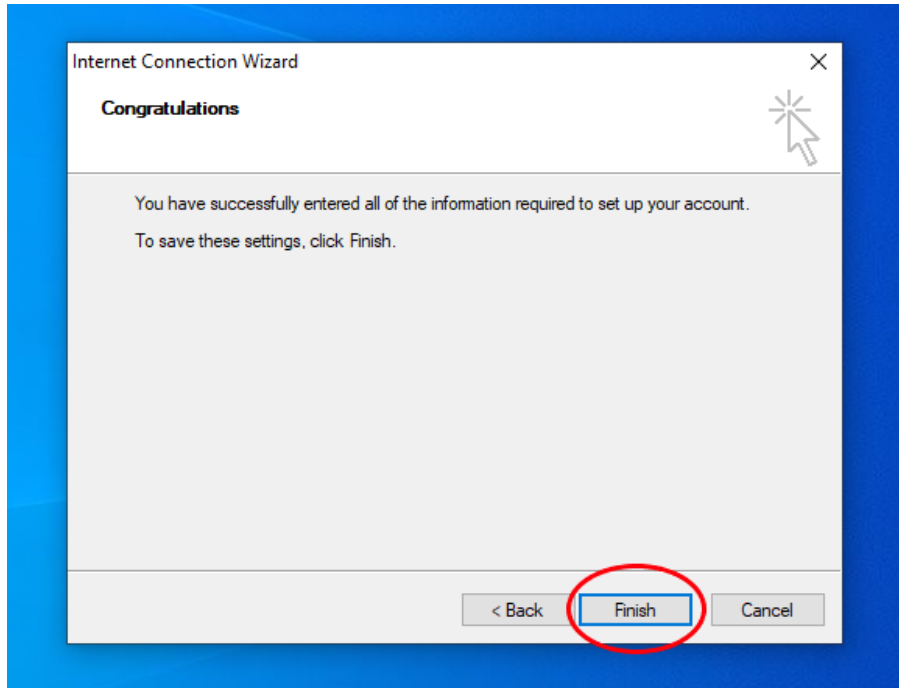 Internet Connection Wizard
Congratulations
You have successfully entered all of the information required to set up your account.
To save these settings, click Finish.
< Back Finish Cancel